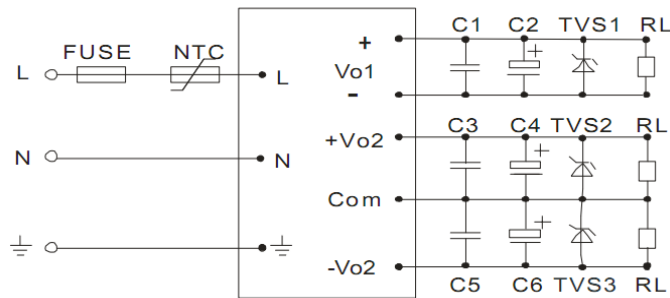 C1 C2 TVS1 RL
FUSE NTC + +
L L Vo1
-
C3 C4 TVS2 RL
+Vo2 +
N N
Com
+
-Vo2
C5 C6 TVS3 RL